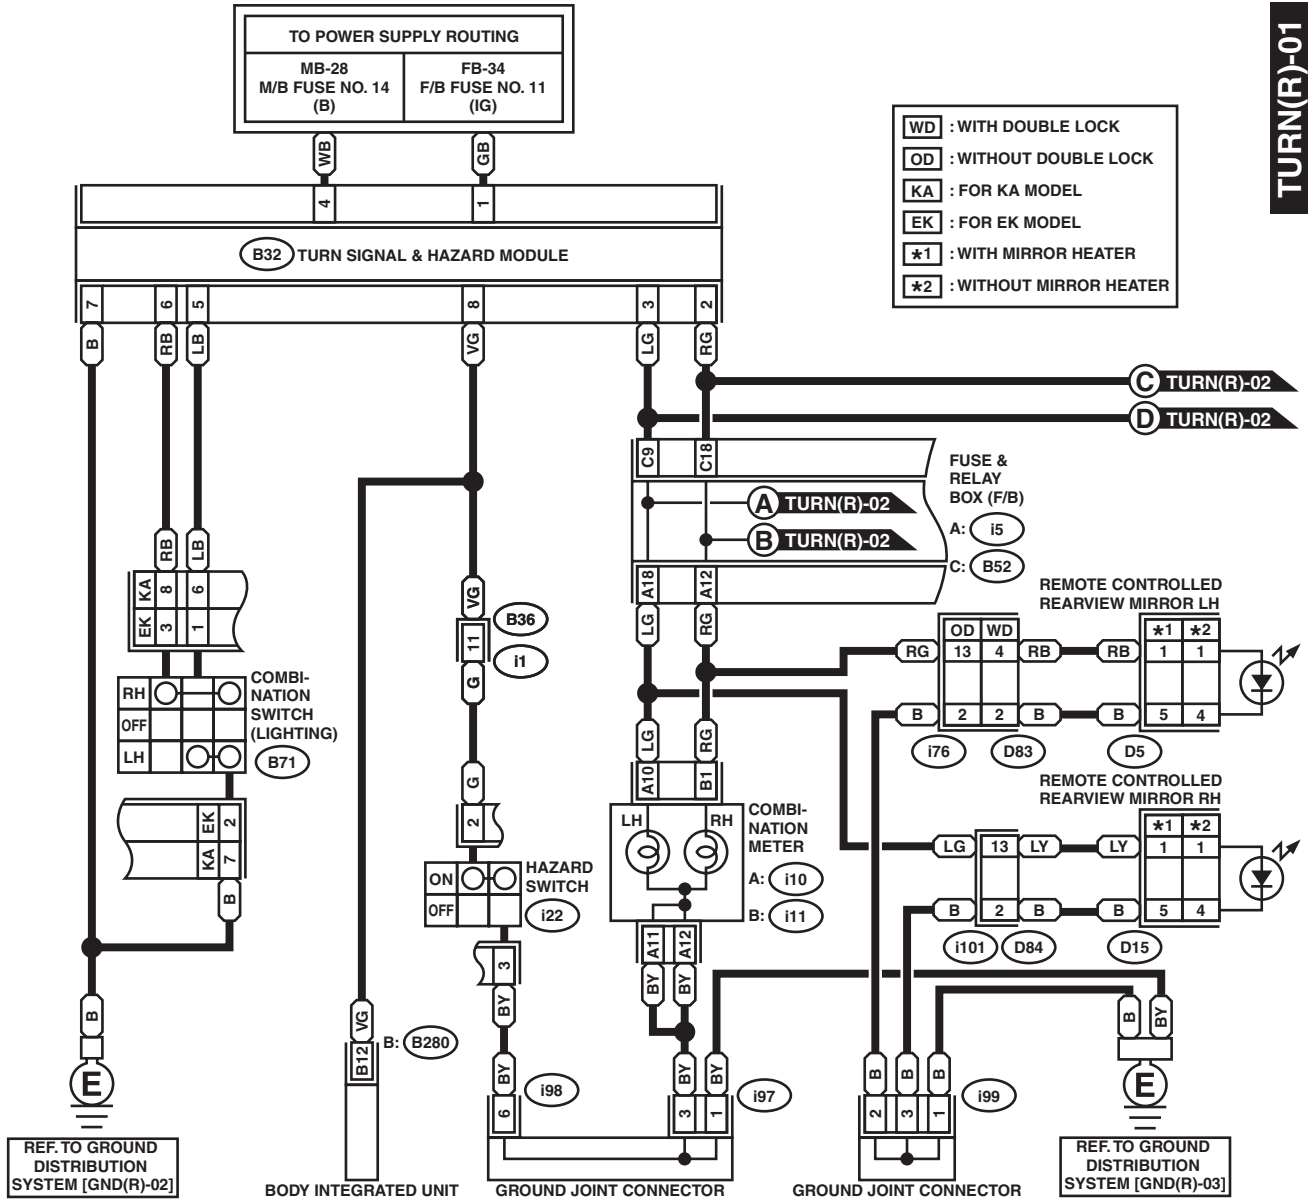 TURN(R)-01
TO POWER SUPPLY ROUTING
MB-28
M/B FUSE NO. 14
(B)
FB-34
F/B FUSE NO. 11
(IG)
WB
GB
4
1
B32 TURN SIGNAL & HAZARD MODULE
7
6
5
8
3
2
B
RB
LB
VG
LG
RG
WD : WITH DOUBLE LOCK
OD : WITHOUT DOUBLE LOCK
KA : FOR KA MODEL
EK : FOR EK MODEL
*1 : WITH MIRROR HEATER
*2 : WITHOUT MIRROR HEATER
C TURN(R)-02
D TURN(R)-02
C9
C18
A TURN(R)-02
B TURN(R)-02
FUSE &
RELAY
BOX (F/B)
A: i5
C: B52
A18
A12
LG
RG
RB
LB
KA 8 6
EK 3 1
RH
OFF
LH
COMBI-
NATION
SWITCH
(LIGHTING)
B71
EK 2
KA 7
B
VG
11
B36
i1
G
G
2
ON
OFF
HAZARD
SWITCH
i22
3
BY
BY
6
i98
LG
RG
A10
B1
LH
RH
COMBI-
NATION
METER
A: i10
B: i11
A11
A12
BY
BY
BY
BY
3
1
i97
REMOTE CONTROLLED
REARVIEW MIRROR LH
OD WD
RG 13 4 RB
RB
*1 *2
1 1
B 2 2 B
B
5 4
i76
D83
D5
REMOTE CONTROLLED
REARVIEW MIRROR RH
*1 *2
LG 13 LY
LY
1 1
B 2 B
B
5 4
i101
D84
D15
B
BY
B
B
B
2
3
1
i99
E
REF. TO GROUND
DISTRIBUTION
SYSTEM [GND(R)-03]
B
E
REF. TO GROUND
DISTRIBUTION
SYSTEM [GND(R)-02]
VG
B12
B: B280
BODY INTEGRATED UNIT
GROUND JOINT CONNECTOR
GROUND JOINT CONNECTOR